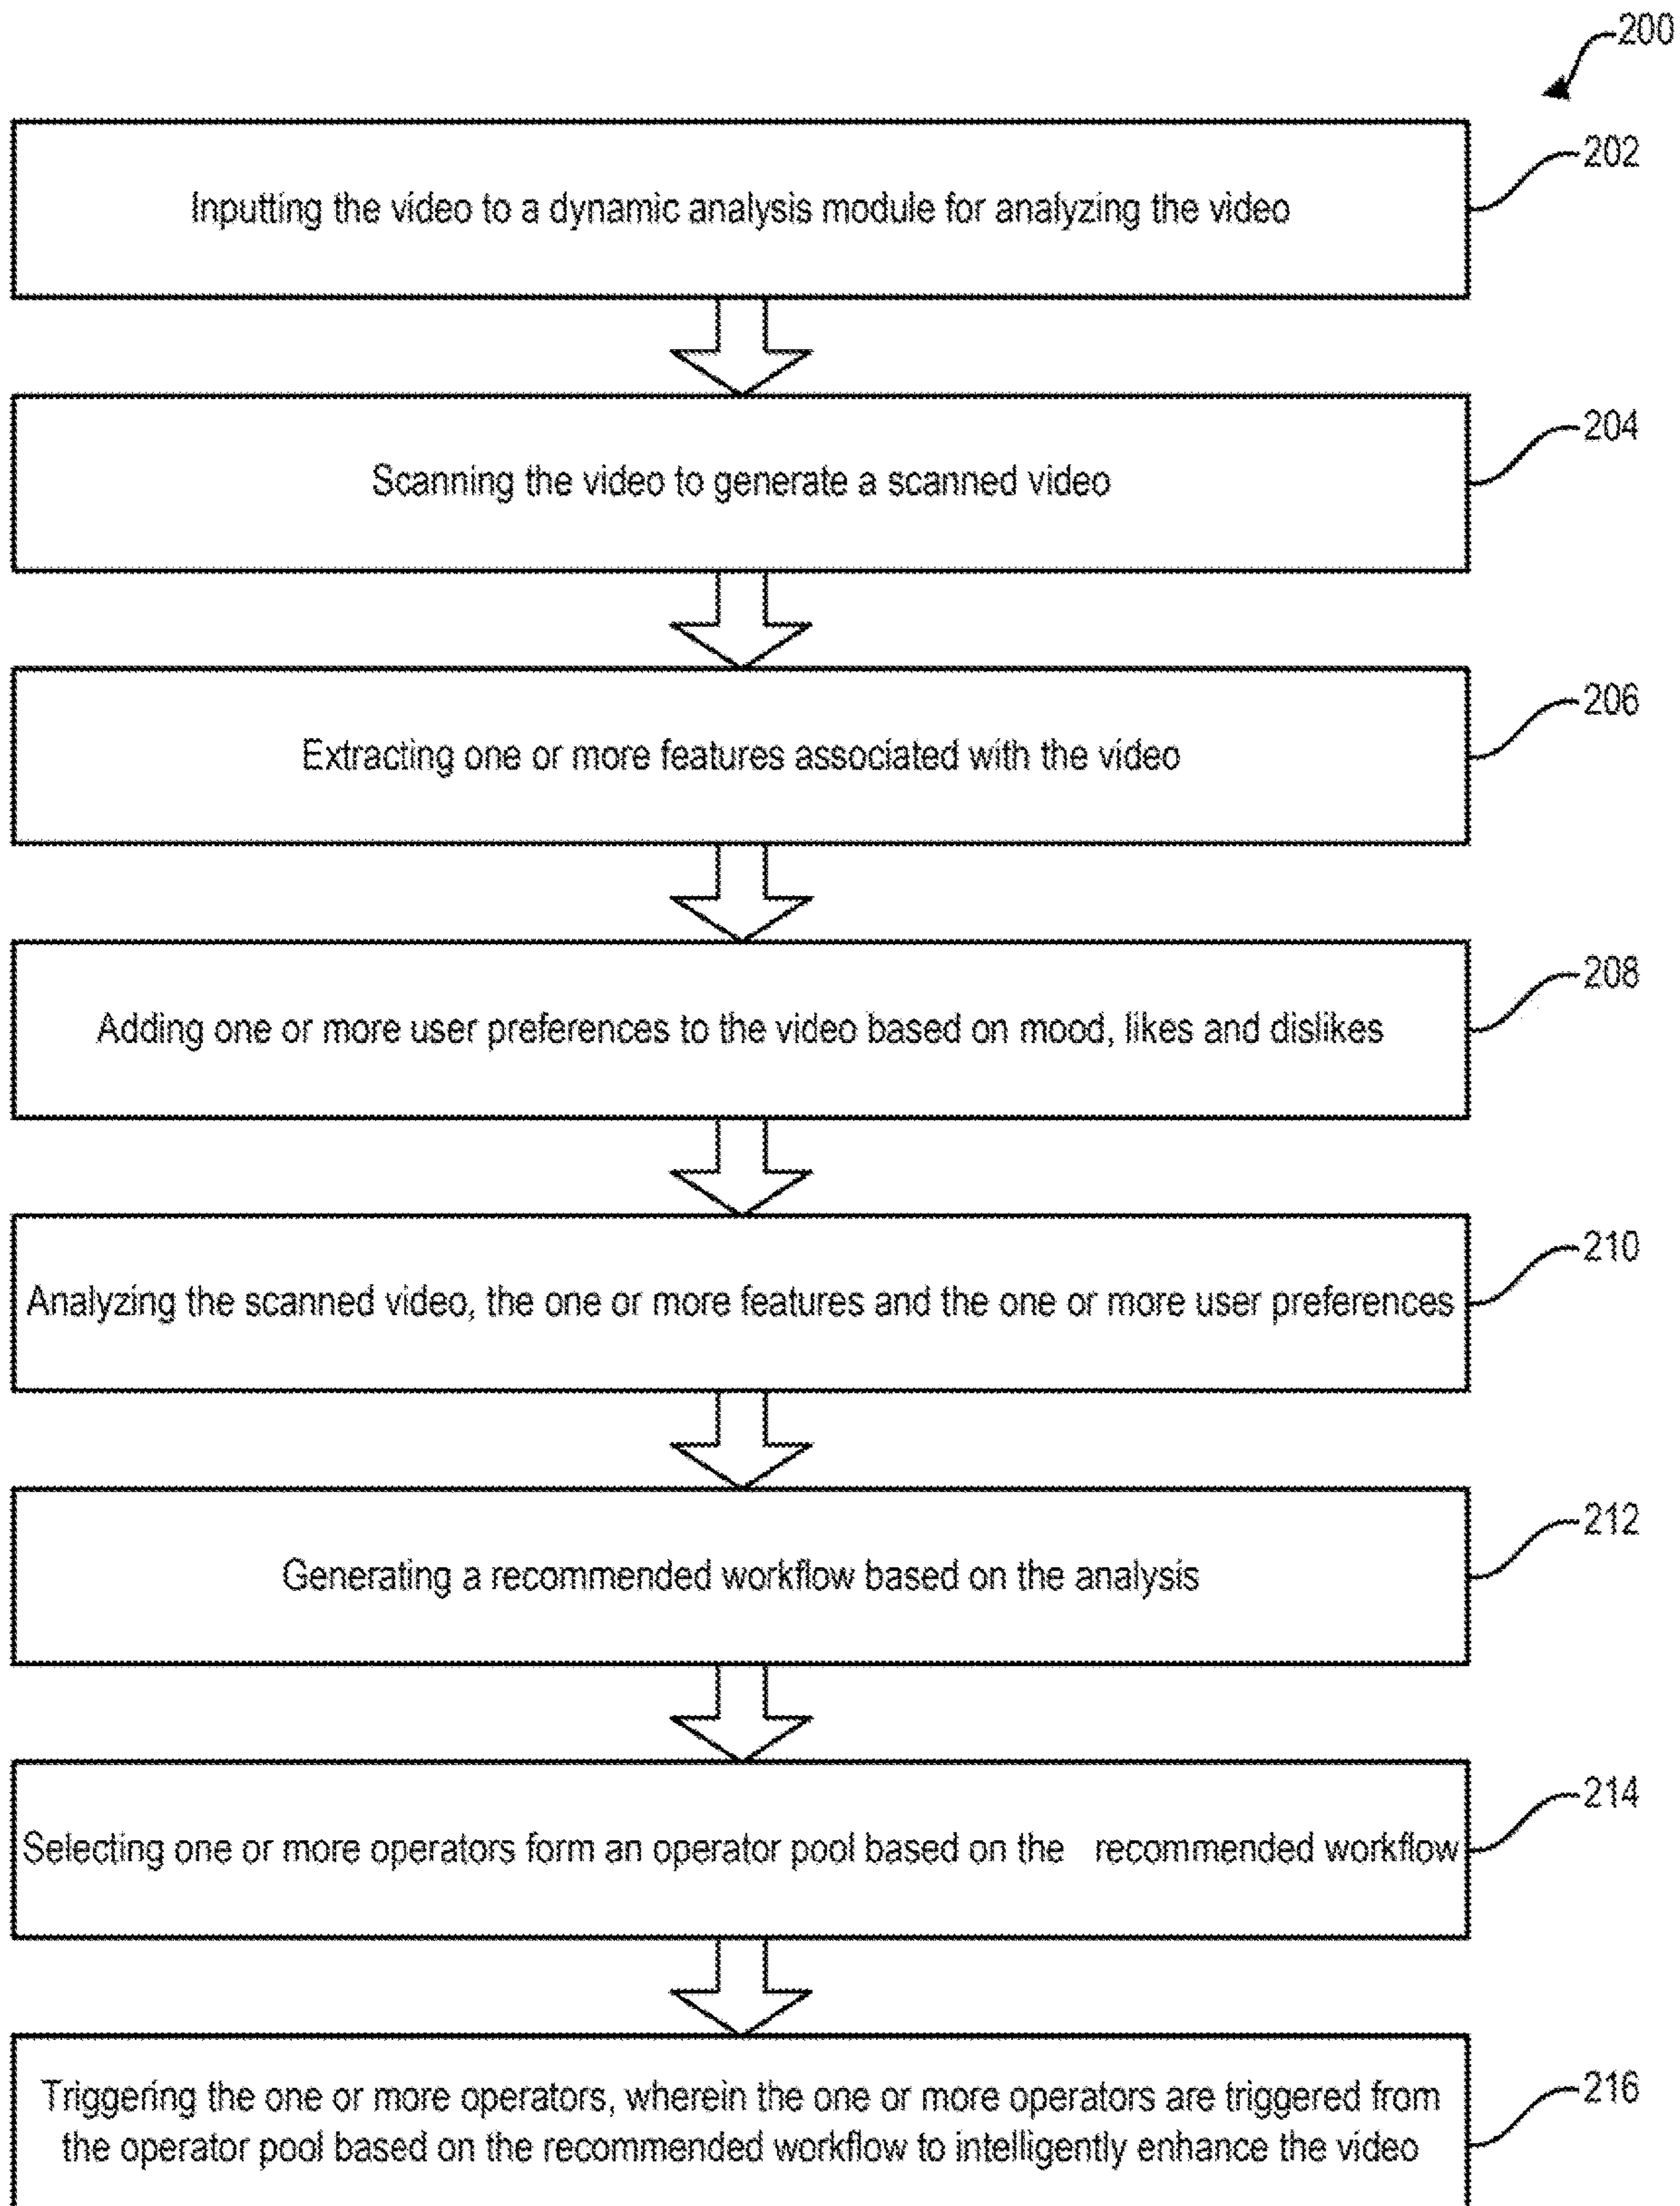 200
202
Inputting the video to a dynamic analysis module for analyzing the video
204
Scanning the video to generate a scanned video
206
Extracting one or more features associated with the video
208
Adding one or more user preferences to the video based on mood, likes and dislikes
210
Analyzing the scanned video, the one or more features and the one or more user preferences
212
Generating a recommended workflow based on the analysis
214
Selecting one or more operators form an operator pool based on the recommended workflow
216
Triggering the one or more operators, wherein the one or more operators are triggered from
the operator pool based on the recommended workflow to intelligently enhance the video